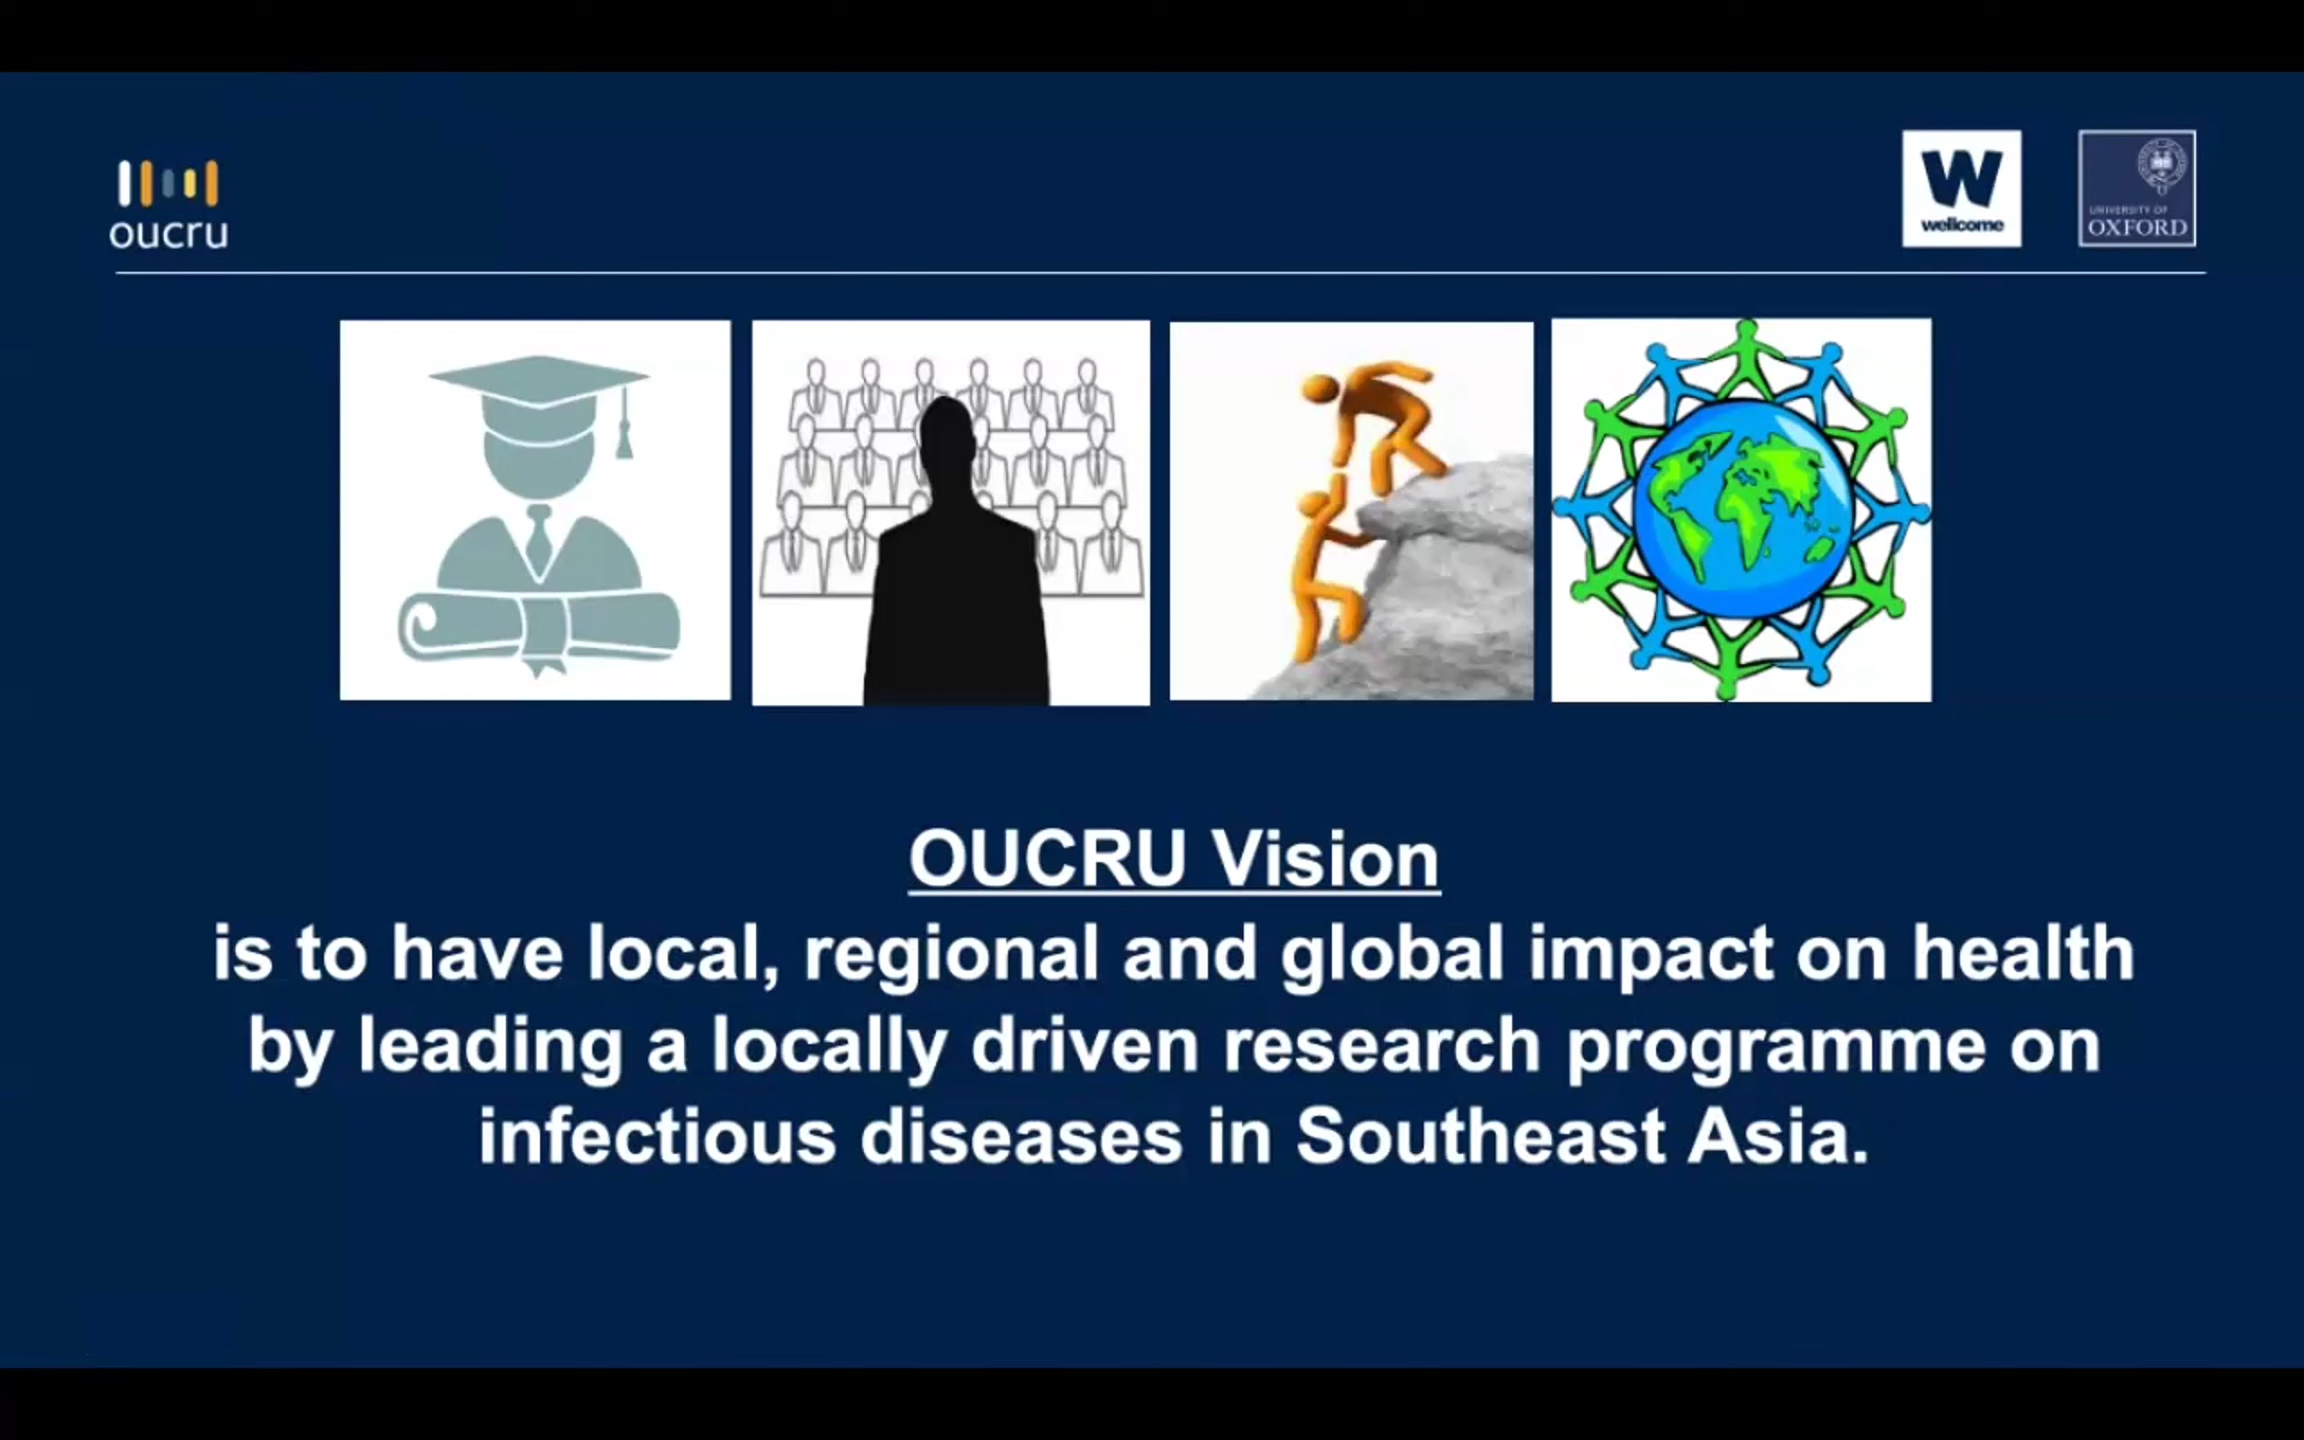 oucru
W
wellcome
UNIVERSITY OF
OXFORD
OUCRU Vision
is to have local, regional and global impact on health
by leading a locally driven research programme on
infectious diseases in Southeast Asia.